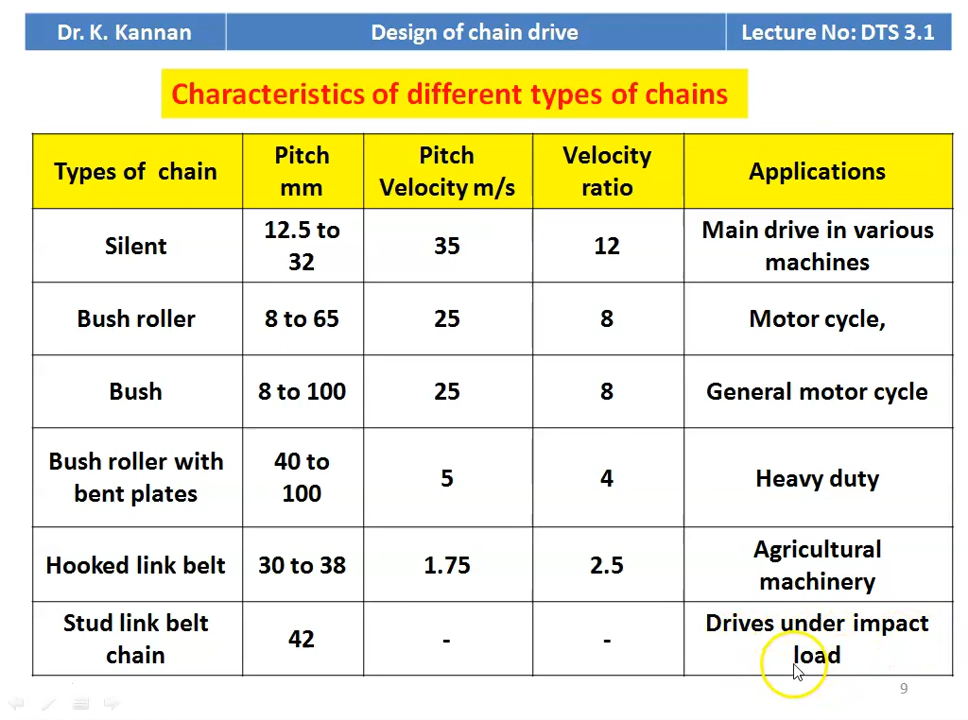 Dr. K. Kannan
Design of chain drive
Lecture No: DTS 3.1
Characteristics of different types of chains
Types of chain
Pitch
mm
Pitch
Velocity m/s
Velocity
ratio
Applications
Silent
12.5 to
32
35
12
Main drive in various
machines
Bush roller
8 to 65
25
8
Motor cycle,
Bush
8 to 100
25
8
General motor cycle
Bush roller with
bent plates
40 to
100
5
4
Heavy duty
Hooked link belt
30 to 38
1.75
2.5
Agricultural
machinery
Stud link belt
chain
42
-
-
Drives under impact
load
9